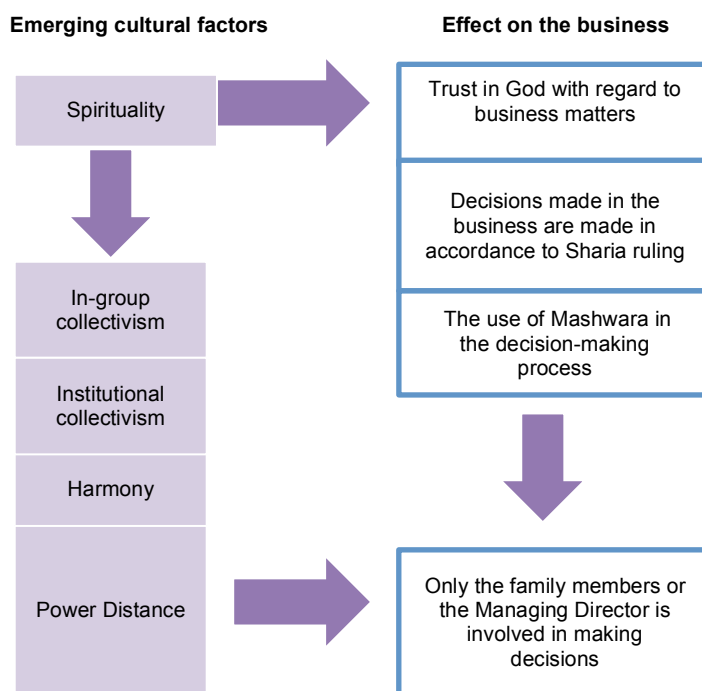 Emerging cultural factors
Effect on the business
Spirituality
Trust in God with regard to
business matters
Decisions made in the
business are made in
accordance to Sharia ruling
In-group
collectivism
The use of Mashwara in
the decision-making
process
Institutional
collectivism
Harmony
Power Distance
Only the family members or
the Managing Director is
involved in making
decisions